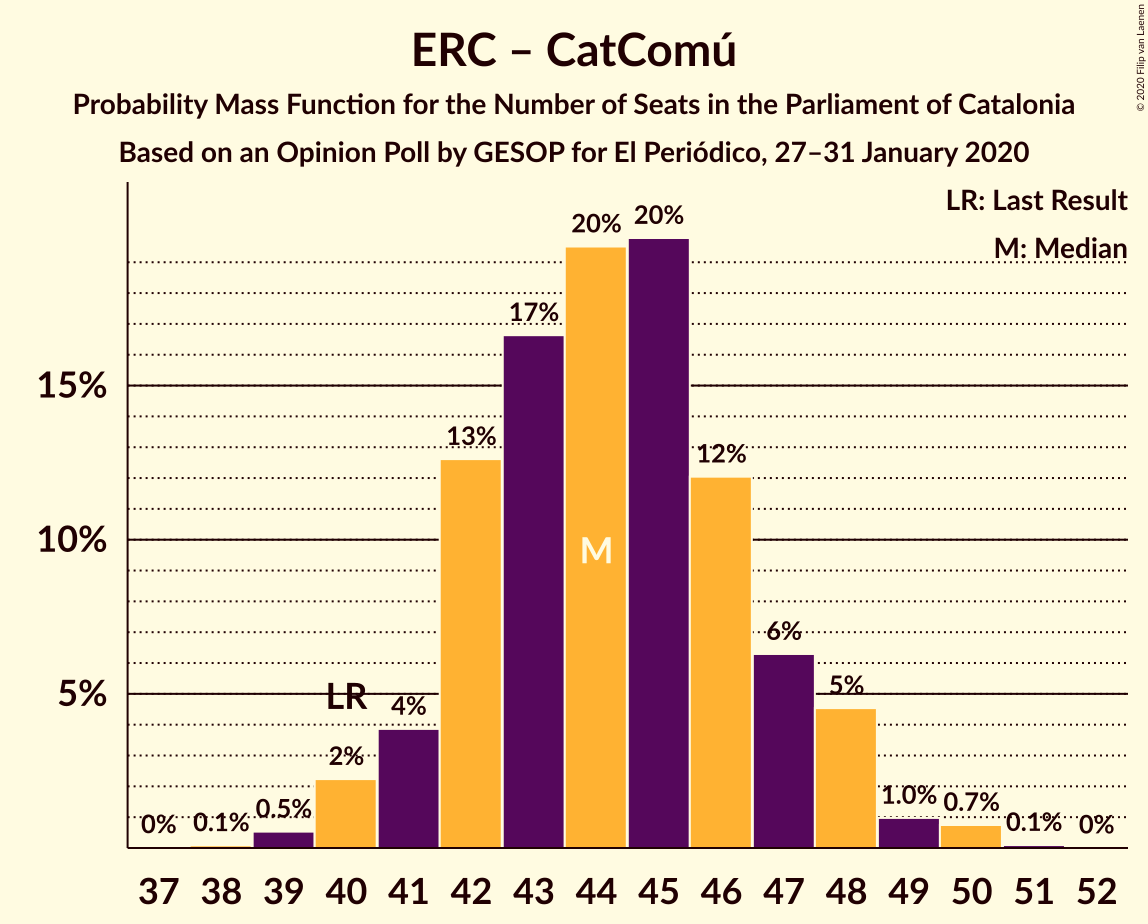 ERC – CatComú
Probability Mass Function for the Number of Seats in the Parliament of Catalonia
Based on an Opinion Poll by GESOP for El Periódico, 27–31 January 2020
© 2020 Filip van Laenen
LR: Last Result
M: Median
15%
10%
5%
0%
0.1%
0.5%
LR
2%
4%
13%
17%
20%
M
20%
12%
6%
5%
1.0%
0.7%
0.1%
0%
37 38 39 40 41 42 43 44 45 46 47 48 49 50 51 52